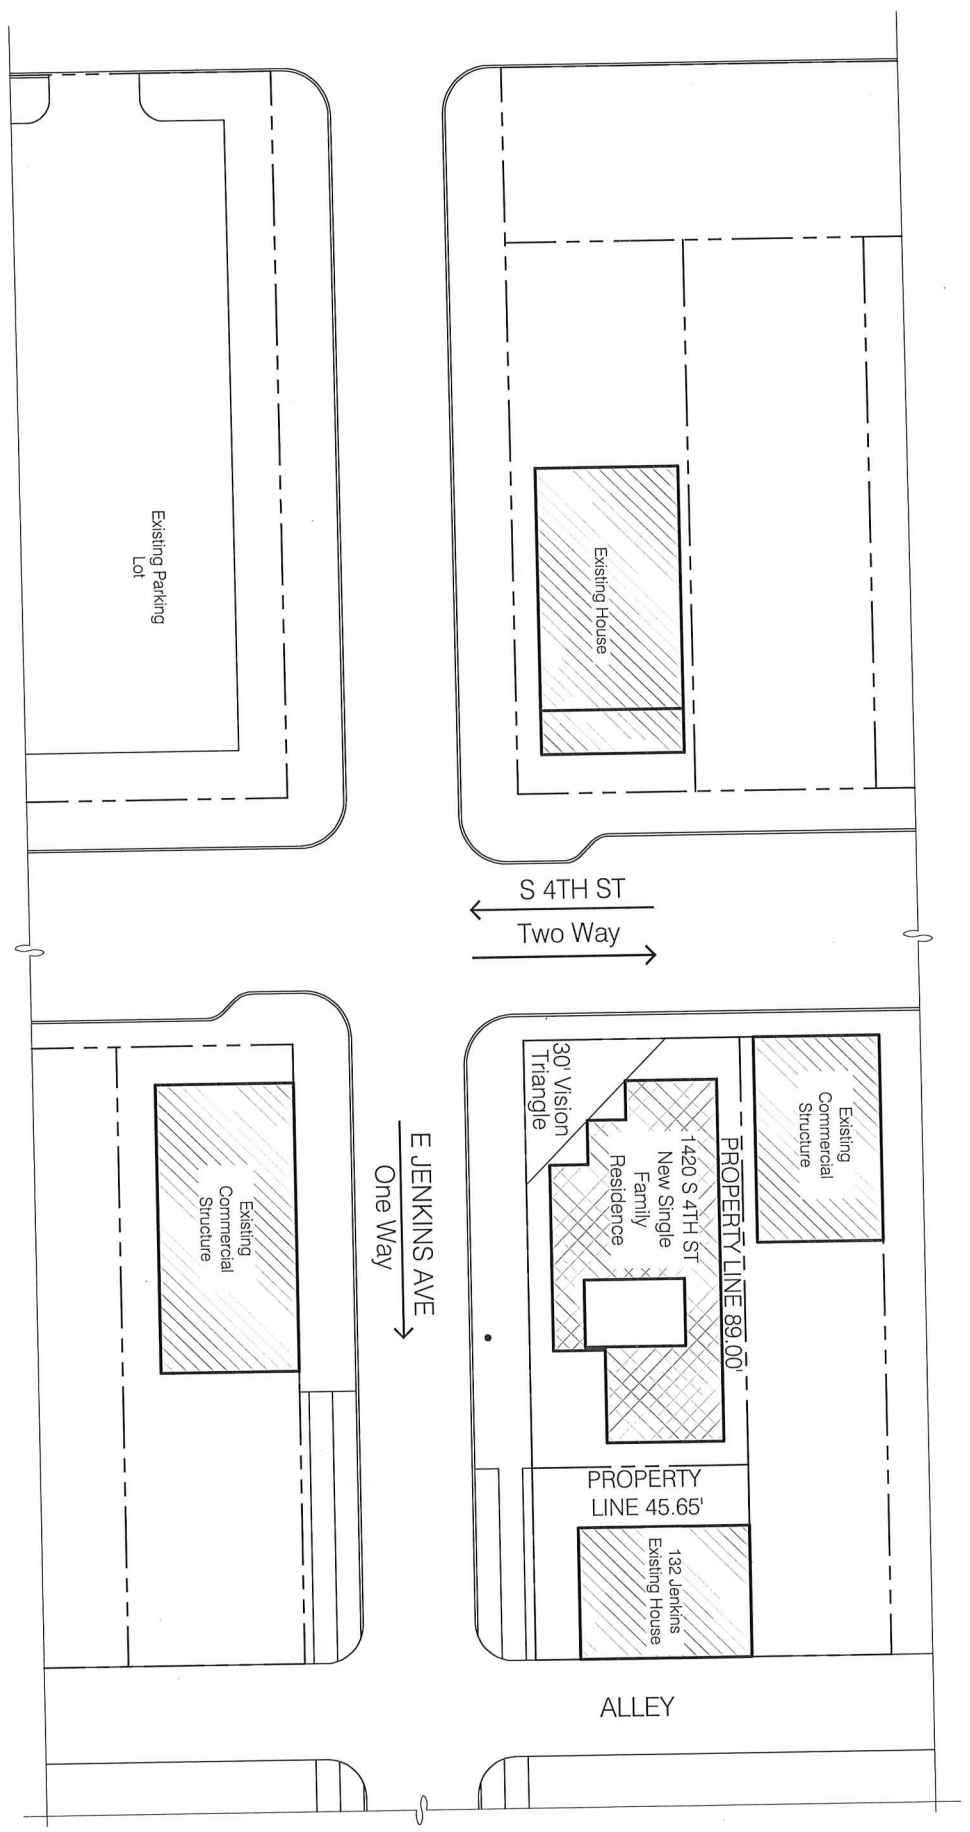 Existing Parking
Lot
Existing House
S 4TH ST
Two Way
30' Vision
Triangle
1420 S 4TH ST
New Single
Family
Residence
PROPERTY LINE 89.00'
Existing
Commercial
Structure
E JENKINS AVE
One Way
Existing
Commercial
Structure
PROPERTY
LINE 45.65'
132 Jenkins
Existing House
ALLEY